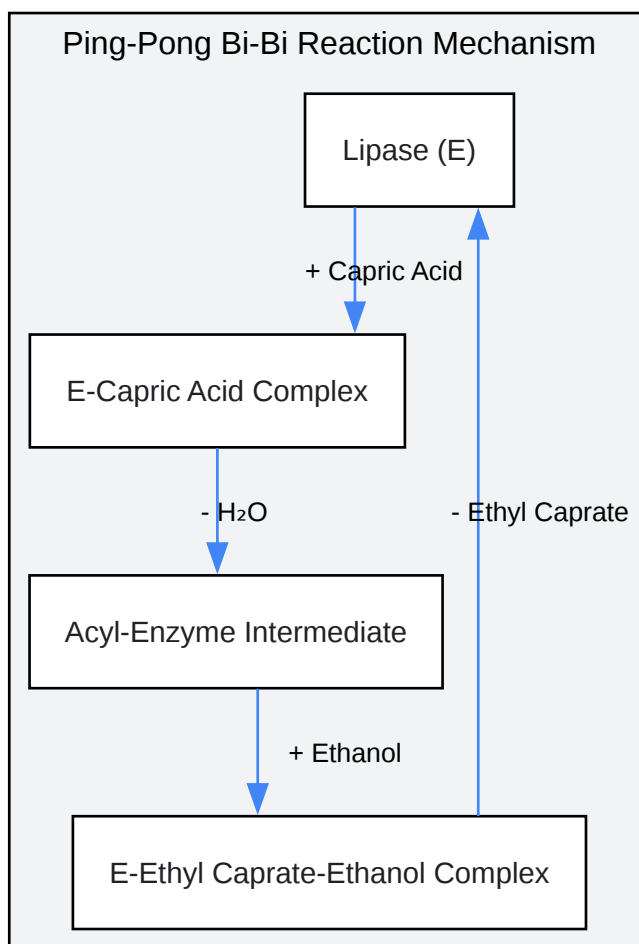 Ping-Pong Bi-Bi Reaction Mechanism
Lipase (E)
+ Capric Acid
E-Capric Acid Complex
- H₂O
- Ethyl Caprate
Acyl-Enzyme Intermediate
+ Ethanol
E-Ethyl Caprate-Ethanol Complex